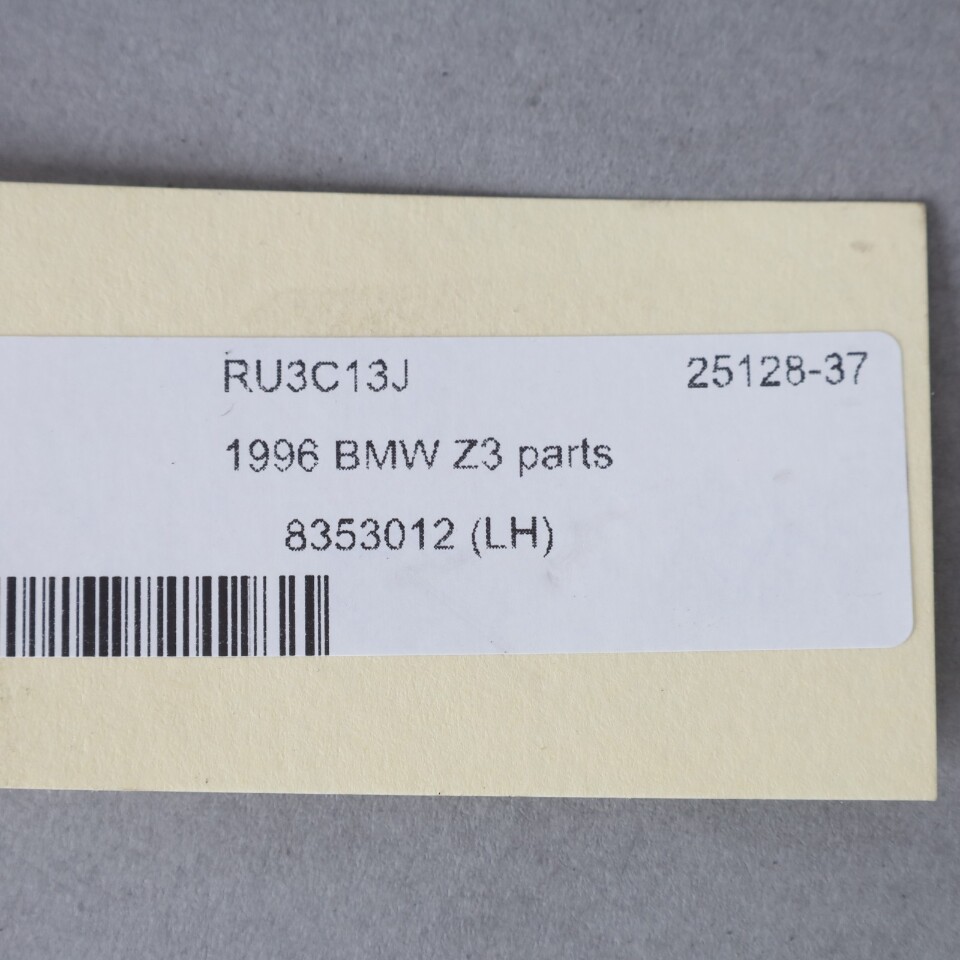 RU3C13J 25128-37
1996 BMW Z3 parts
8353012 (LH)